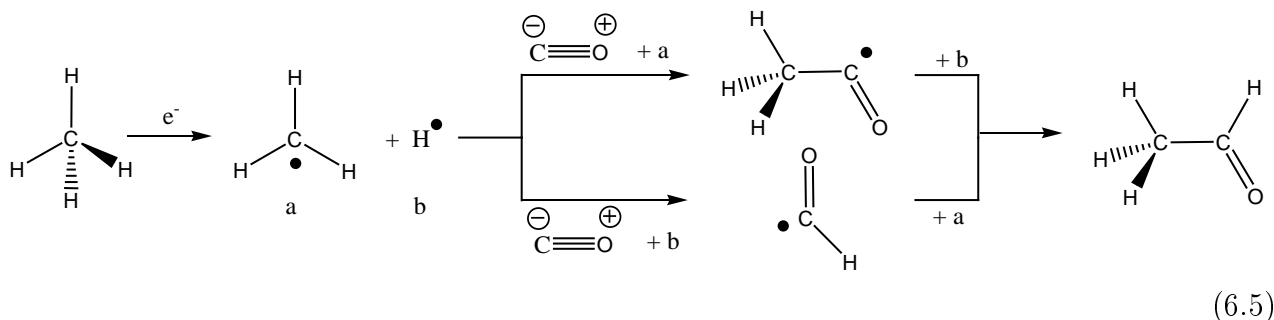 H H H C H H
e⁻
H C H H
a
+ H•
b
⊖ ⊕
C≡O + a
H H H C C• O
+ b
⊖ ⊕
C≡O + b
O •C H
+ a
H H H C C H O
(6.5)